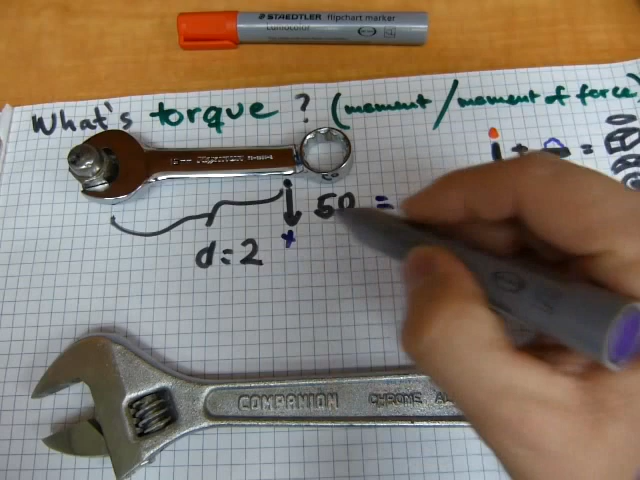 STAEDTLER flipchart marker
Lumocolor
What's torque? (moment/moment of force)
50 =
d=2
COMPANION CHROME